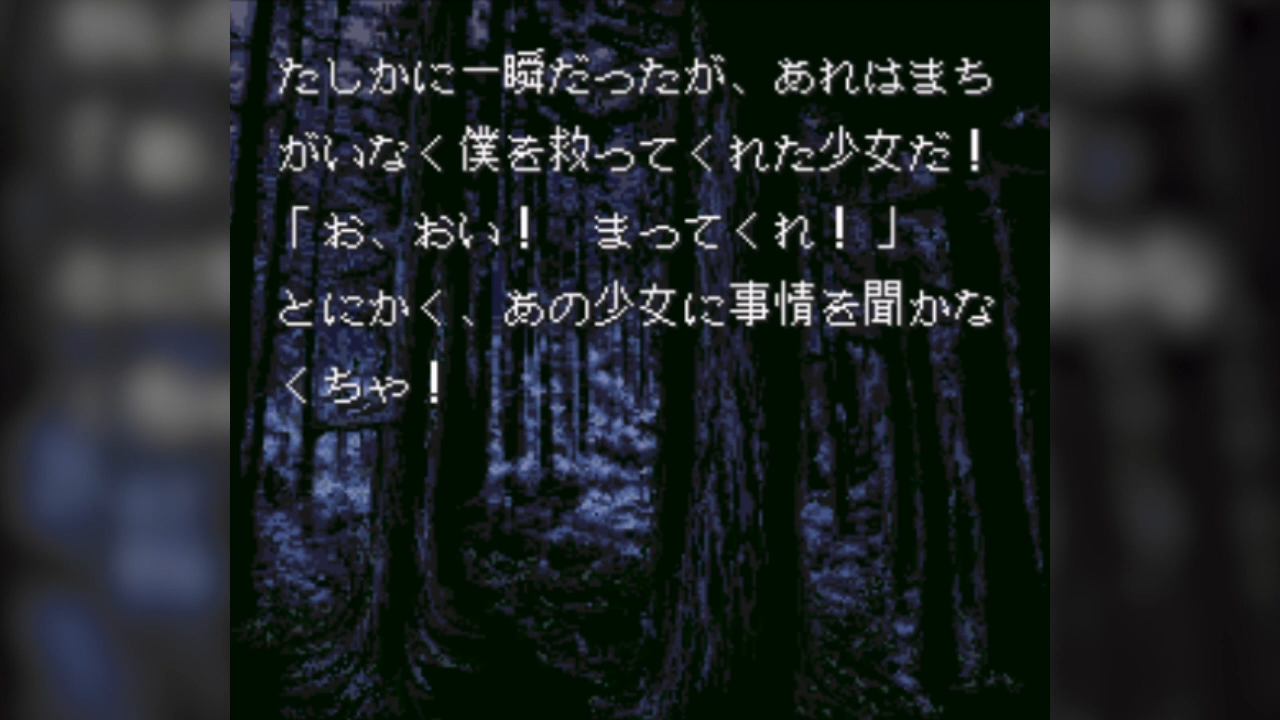 たしかに一瞬だったが、あれはまち
がいなく僕を救ってくれた少女だ！
「お、おい！　まってくれ！」
とにかく、あの少女に事情を聞かな
くちゃ！